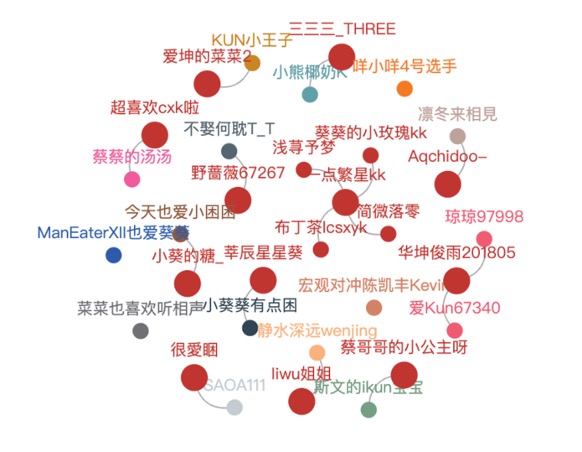 三三三_THREE
KUN小王子
爱坤的菜菜2
小熊椰奶K
咩小咩4号选手
超喜欢cxk啦
凛冬来相見
不娶何耽T_T
葵葵的小玫瑰kk
浅荨予梦
蔡蔡的汤汤
Aqchidoo-
野蔷薇67267
一点繁星kk
今天也爱小困困
简微落零
琼琼97998
布丁茶lcsxyk
ManEaterXII也爱葵葵
小葵的糖_
莘辰星星葵
华坤俊雨201805
宏观对冲陈凯丰Kevin
菜菜也喜欢听相声
小葵葵有点困
爱Kun67340
静水深远wenjing
很愛睏
蔡哥哥的小公主呀
liwu姐姐
SAOA111
斯文的ikun宝宝